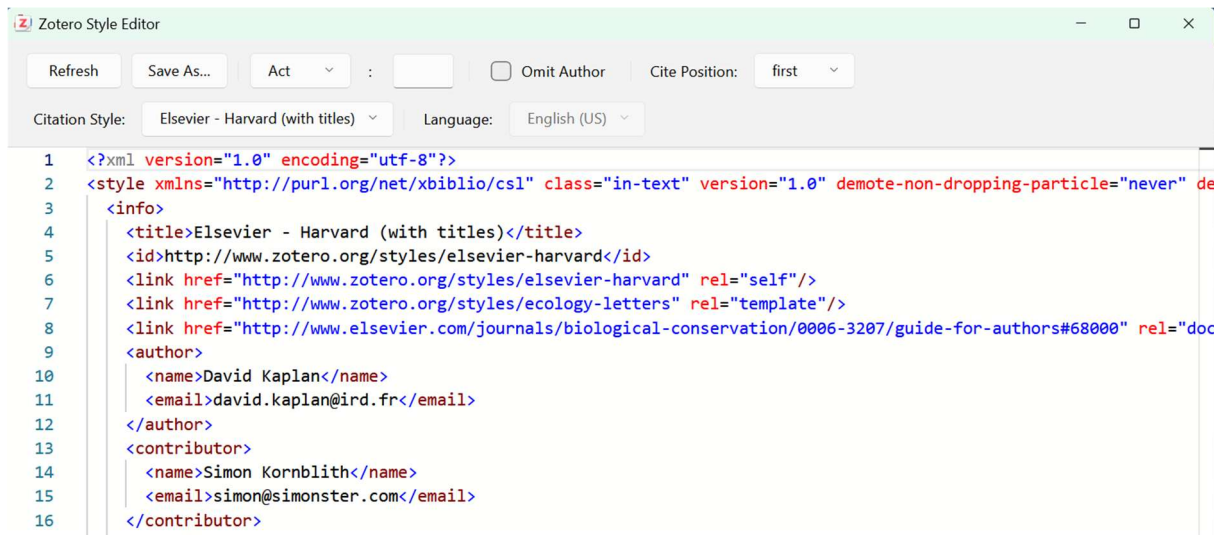 Zotero Style Editor
Refresh Save As... Act : Omit Author Cite Position: first
Citation Style: Elsevier - Harvard (with titles) Language: English (US)
1 <?xml version="1.0" encoding="utf-8"?>
2 <style xmlns="http://purl.org/net/xbiblio/csl" class="in-text" version="1.0" demote-non-dropping-particle="never" de
3 <info>
4 <title>Elsevier - Harvard (with titles)</title>
5 <id>http://www.zotero.org/styles/elsevier-harvard</id>
6 <link href="http://www.zotero.org/styles/elsevier-harvard" rel="self"/>
7 <link href="http://www.zotero.org/styles/ecology-letters" rel="template"/>
8 <link href="http://www.elsevier.com/journals/biological-conservation/0006-3207/guide-for-authors#68000" rel="doc
9 <author>
10 <name>David Kaplan</name>
11 <email>david.kaplan@ird.fr</email>
12 </author>
13 <contributor>
14 <name>Simon Kornblith</name>
15 <email>simon@simonster.com</email>
16 </contributor>